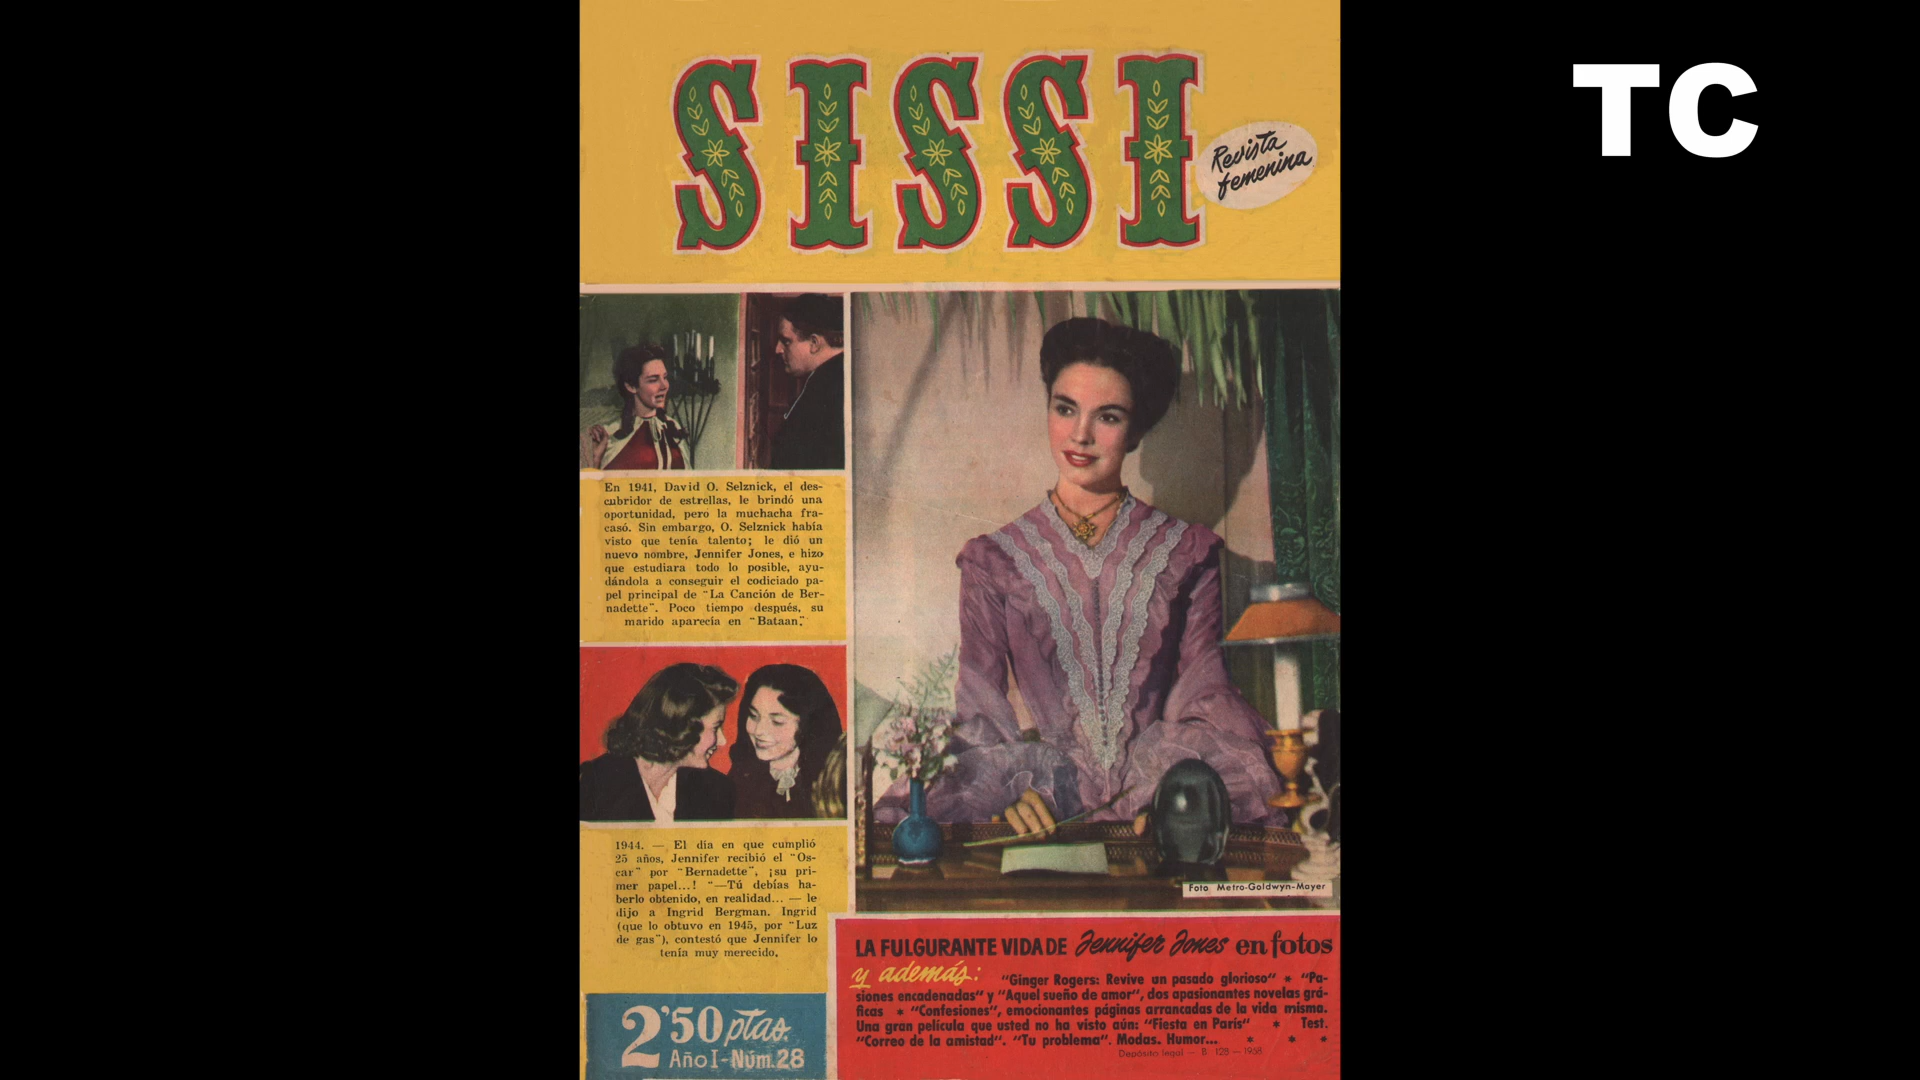 TC
SISSI
Revista
femenina
En 1941, David O. Selznick, el des-
cubridor de estrellas, le brindó una
oportunidad, pero la muchacha fra-
casó. Sin embargo, O. Selznick había
visto que tenía talento; le dió un
nuevo nombre, Jennifer Jones, e hizo
que estudiara todo lo posible, ayu-
dándola a conseguir el codiciado pa-
pel principal de "La Canción de Ber-
nadette". Poco tiempo después, su
marido aparecía en "Bataan".
1944. — El día en que cumplió
25 años, Jennifer recibió el "Os-
car" por "Bernadette", ¡su pri-
mer papel...! "—Tú debías ha-
berlo obtenido, en realidad... — le
dijo a Ingrid Bergman. Ingrid
(que lo obtuvo en 1945, por "Luz
de gas"), contestó que Jennifer lo
tenía muy merecido.
2'50 ptas.
Año I - Núm. 28
Foto Metro-Goldwyn-Mayer
LA FULGURANTE VIDA DE Jennifer Jones en fotos
y además: "Ginger Rogers: Revive un pasado glorioso" * "Pa-
siones encadenadas" y "Aquel sueño de amor", dos apasionantes novelas grá-
ficas * "Confesiones", emocionantes páginas arrancadas de la vida misma.
Una gran película que usted no ha visto aún: "Fiesta en París" * Test.
"Correo de la amistad". "Tu problema". Modas. Humor... * * *
Depósito legal — B 128 — 1958